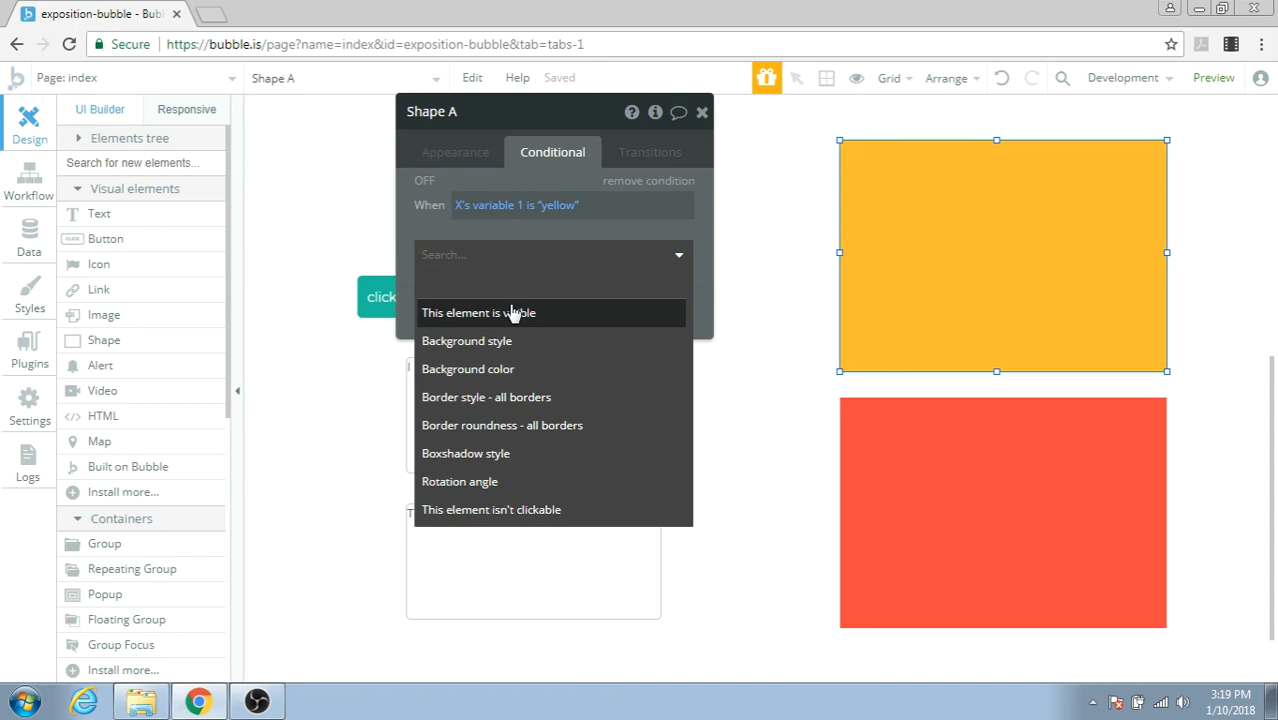 exposition-bubble - Bub
Secure
https://bubble.is/page?name=index&id=exposition-bubble&tab=tabs-1
Page: index
Shape A
Edit
Help
Saved
Grid
Arrange
Development
Preview
Design
Workflow
Data
Styles
Plugins
Settings
Logs
UI Builder
Responsive
Elements tree
Search for new elements...
Visual elements
Text
CLICK
Button
Icon
Link
Image
Shape
Alert
Video
HTML
Map
Built on Bubble
Install more...
Containers
Group
Repeating Group
Popup
Floating Group
Group Focus
Install more...
Shape A
Appearance
Conditional
Transitions
OFF
remove condition
When
X's variable 1 is "yellow"
Search...
This element is visible
Background style
Background color
Border style - all borders
Border roundness - all borders
Boxshadow style
Rotation angle
This element isn't clickable
click
3:19 PM
1/10/2018